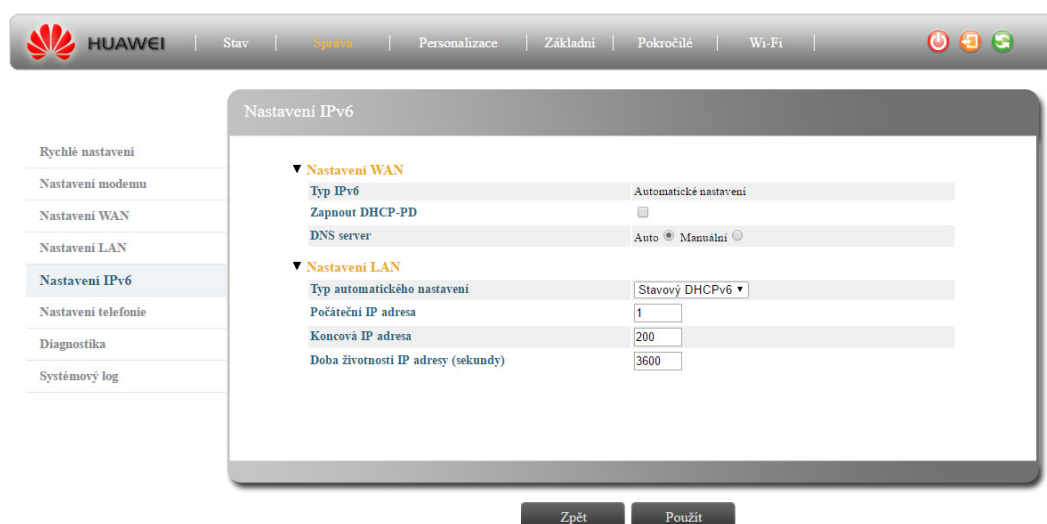 HUAWEI | Stav | Správa | Personalizace | Základní | Pokročilé | Wi-Fi |
Nastavení IPv6
Rychlé nastavení
Nastavení modemu
Nastavení WAN
Nastavení LAN
Nastavení IPv6
Nastavení telefonie
Diagnostika
Systémový log
Nastavení WAN
Typ IPv6 Automatické nastavení
Zapnout DHCP-PD
DNS server Auto Manuální
Nastavení LAN
Typ automatického nastavení Stavový DHCPv6
Počáteční IP adresa 1
Koncová IP adresa 200
Doba životnosti IP adresy (sekundy) 3600
Zpět Použít